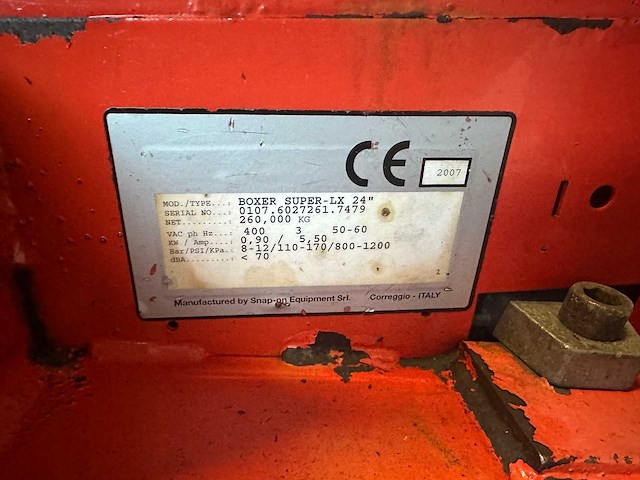 CE
2007
MOD./TYPE...: BOXER SUPER-LX 24"
SERIAL NO...: 0107.6027261.7479
NET.........: 260,000 KG
VAC ph Hz...: 400 3 50-60
KW / Amp....: 0,90 / 5,50
Bar/PSI/KPa.: 8-12/110-170/800-1200
dBA.........: < 70
1
Manufactured by Snap-on Equipment Srl. Correggio - ITALY